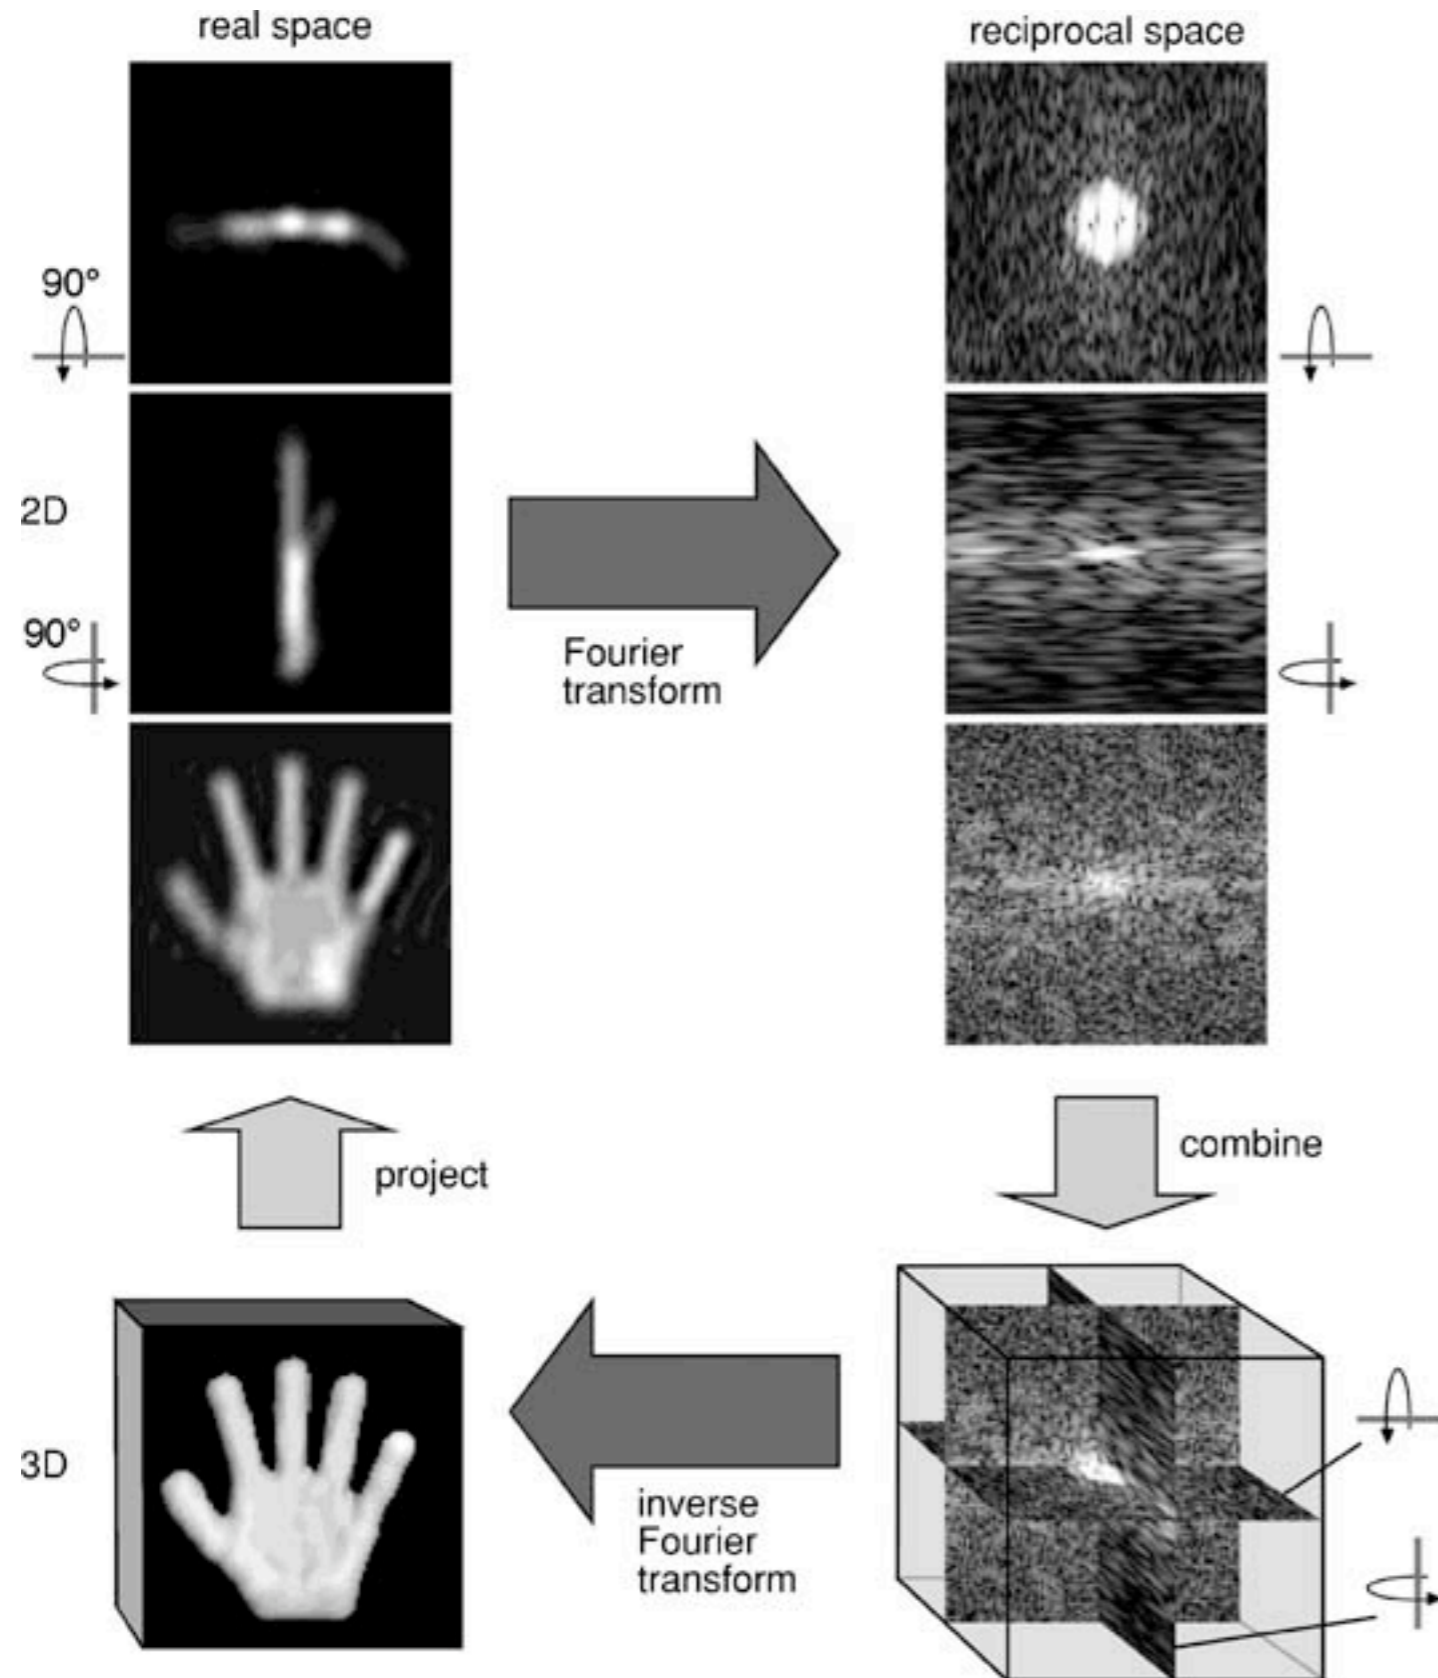 real space
reciprocal space
90°
2D
90°
Fourier
transform
project
combine
3D
inverse
Fourier
transform